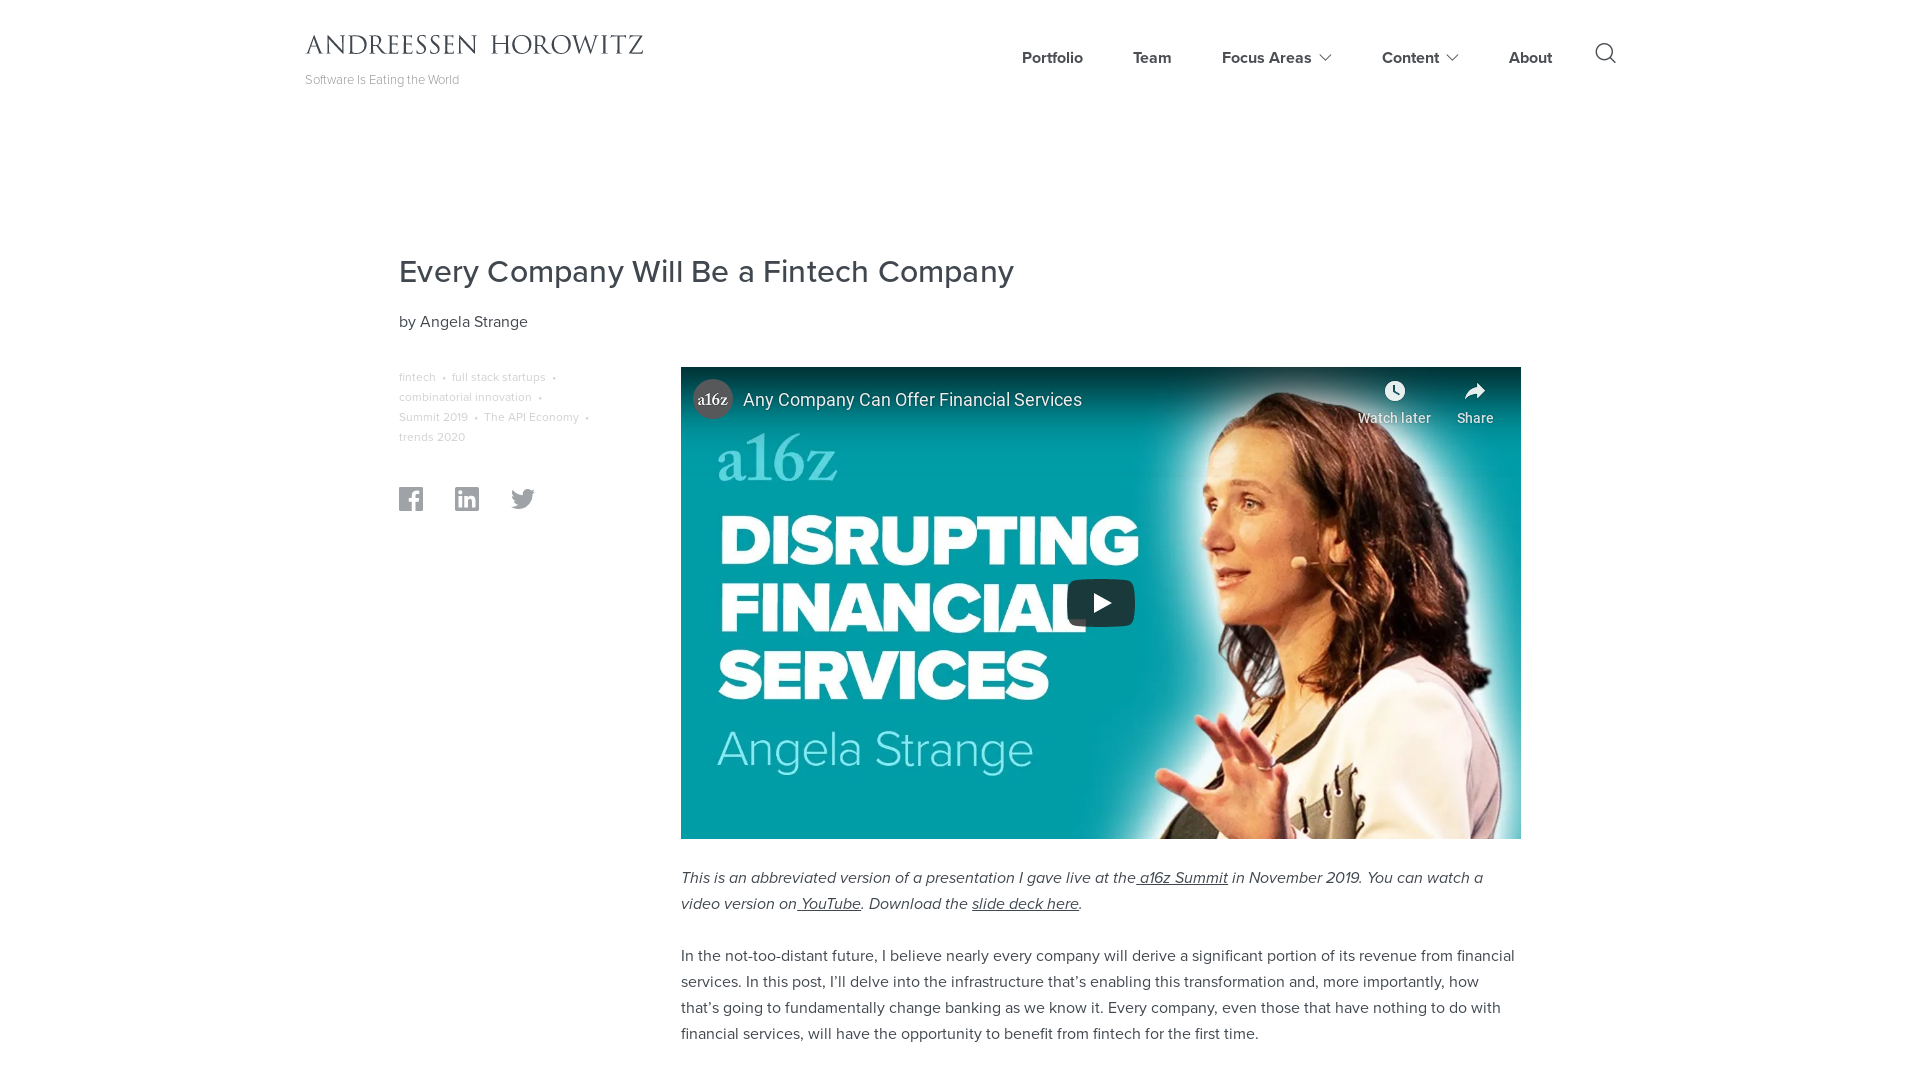 ANDREESSEN HOROWITZ
Software Is Eating the World
Portfolio
Team
Focus Areas
Content
About
Every Company Will Be a Fintech Company
by Angela Strange
fintech • full stack startups •
combinatorial innovation •
Summit 2019 • The API Economy •
trends 2020
a16z
Any Company Can Offer Financial Services
Watch later
Share
a16z
DISRUPTING
FINANCIAL
SERVICES
Angela Strange
This is an abbreviated version of a presentation I gave live at the a16z Summit in November 2019. You can watch a
video version on YouTube. Download the slide deck here.
In the not-too-distant future, I believe nearly every company will derive a significant portion of its revenue from financial
services. In this post, I’ll delve into the infrastructure that’s enabling this transformation and, more importantly, how
that’s going to fundamentally change banking as we know it. Every company, even those that have nothing to do with
financial services, will have the opportunity to benefit from fintech for the first time.